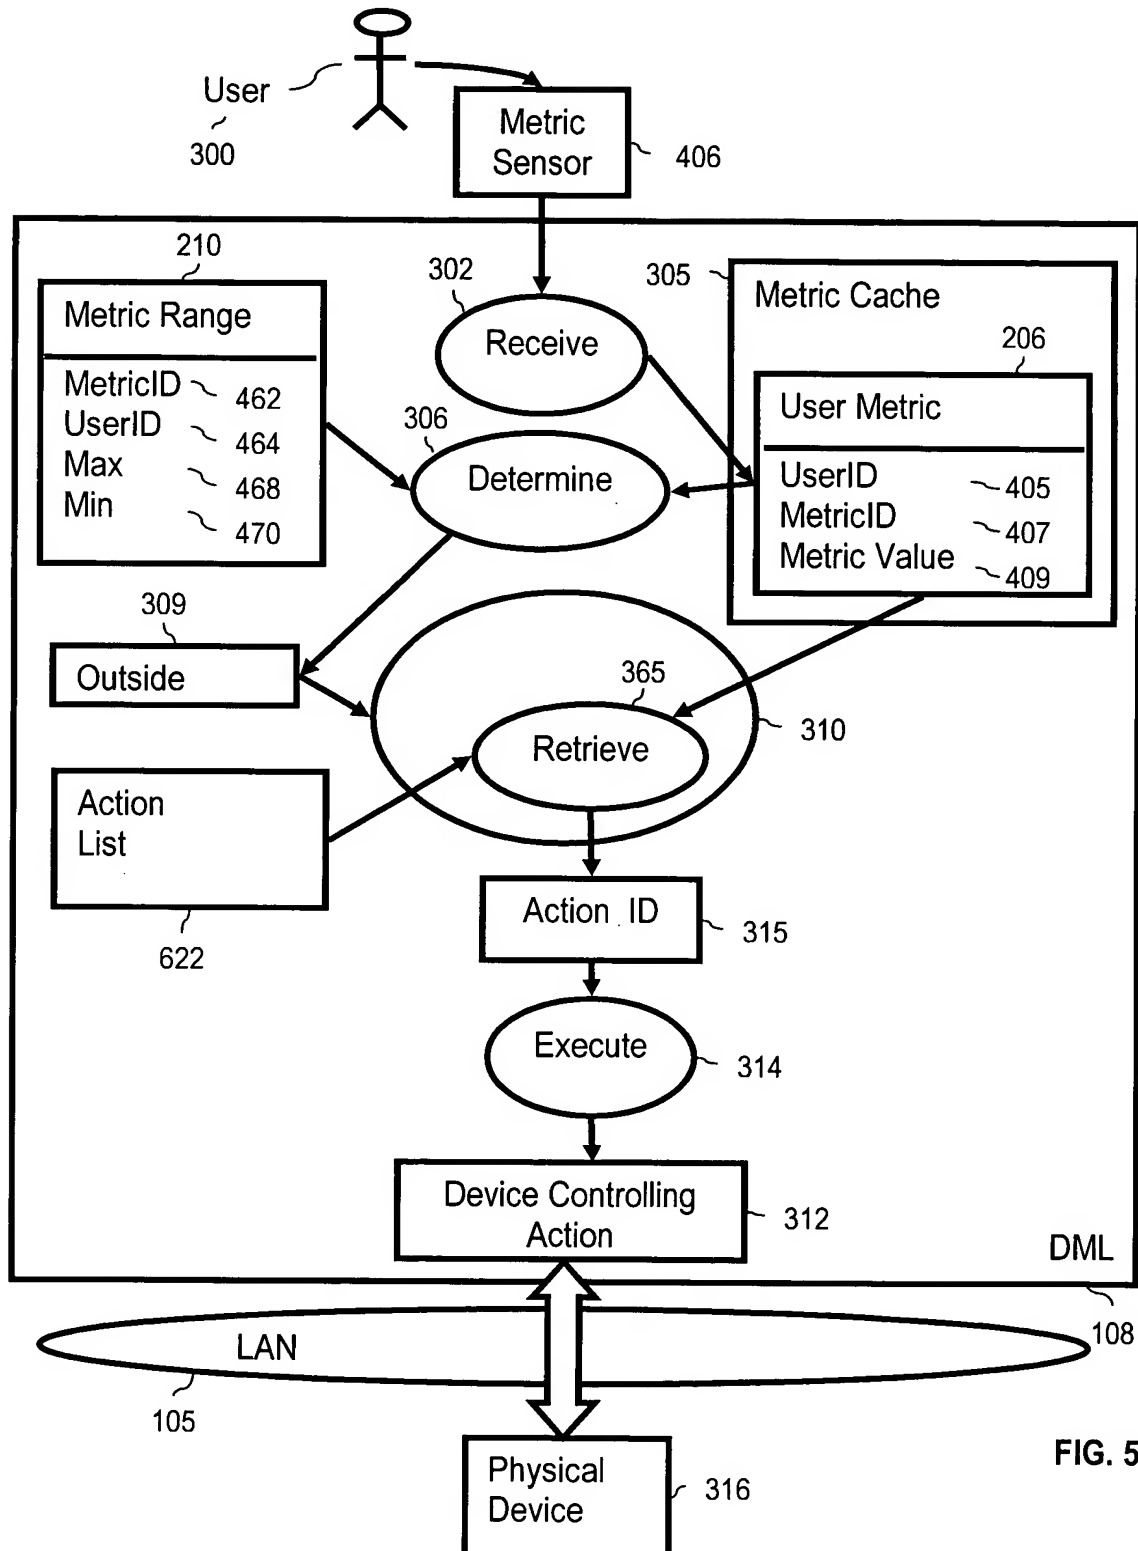 User
300
Metric
Sensor
406
210
Metric Range
MetricID
462
UserID
464
Max
468
Min
470
302
Receive
305
Metric Cache
206
User Metric
UserID
405
MetricID
407
Metric Value
409
306
Determine
309
Outside
365
Retrieve
310
Action
List
622
Action ID
315
Execute
314
Device Controlling
Action
312
DML
108
LAN
105
Physical
Device
316
FIG. 5